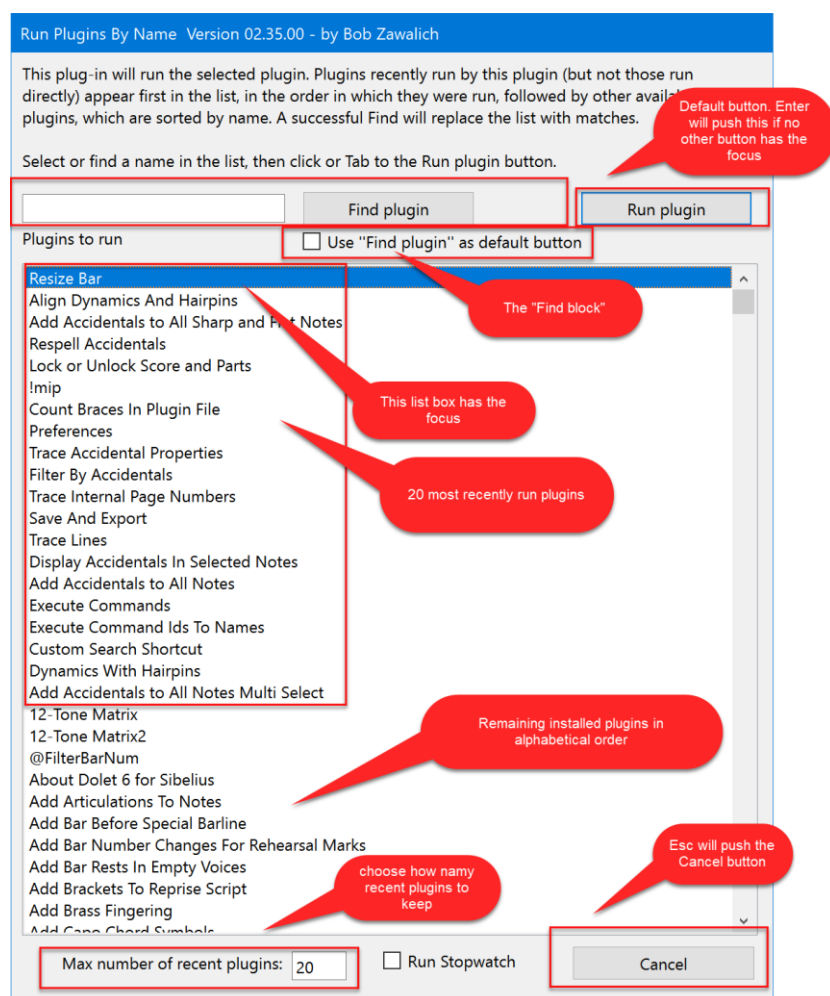 Run Plugins By Name Version 02.35.00 - by Bob Zawalich
This plug-in will run the selected plugin. Plugins recently run by this plugin (but not those run
directly) appear first in the list, in the order in which they were run, followed by other
plugins, which are sorted by name. A successful Find will replace the list with matches.
Default button. Enter
will push this if no
other button has the
focus
Select or find a name in the list, then click or Tab to the Run plugin button.
Find plugin
Run plugin
Plugins to run
Use "Find plugin" as default button
The "Find block"
Resize Bar
Align Dynamics And Hairpins
Add Accidentals to All Sharp and Notes
Respell Accidentals
Lock or Unlock Score and Parts
!mip
Count Braces In Plugin File
Preferences
Trace Accidental Properties
Filter By Accidentals
Trace Internal Page Numbers
Save And Export
Trace Lines
Display Accidentals In Selected Notes
Add Accidentals to All Notes
Execute Commands
Execute Command Ids To Names
Custom Search Shortcut
Dynamics With Hairpins
Add Accidentals to All Notes Multi Select
This list box has the
focus
20 most recently run plugins
12-Tone Matrix
12-Tone Matrix2
@FilterBarNum
About Dolet 6 for Sibelius
Add Articulations To Notes
Add Bar Before Special Barline
Add Bar Number Changes For Rehearsal Marks
Add Bar Rests In Empty Voices
Add Brackets To Reprise Script
Add Brass Fingering
Add Capo Chord Symbols
Remaining installed plugins in
alphabetical order
choose how namy
recent plugins to
keep
Esc will push the
Cancel button
Max number of recent plugins: 20
Run Stopwatch
Cancel